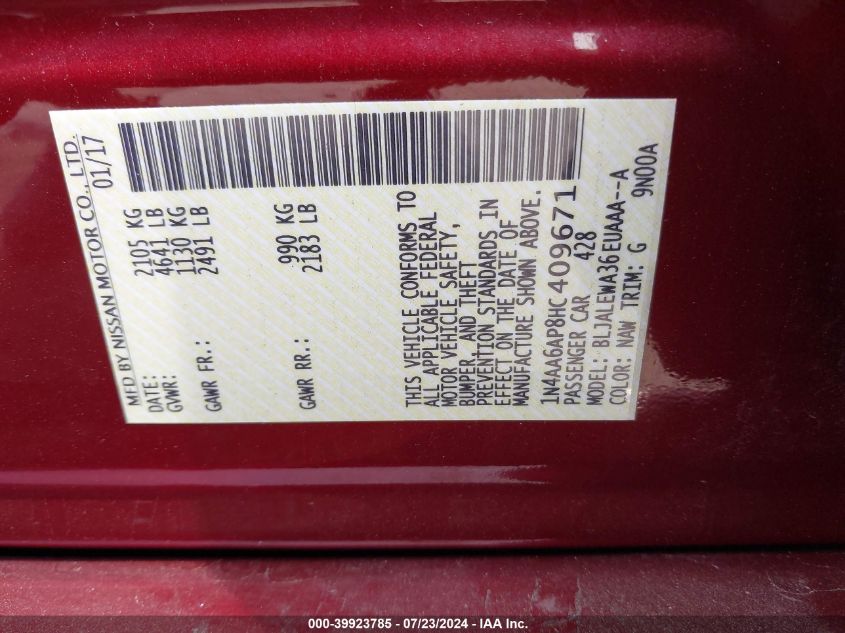 MFD BY NISSAN MOTOR CO., LTD.
DATE: 01/17
GVWR: 2105 KG
4641 LB
GAWR FR.: 1130 KG
2491 LB
GAWR RR.: 990 KG
2183 LB
THIS VEHICLE CONFORMS TO
ALL APPLICABLE FEDERAL
MOTOR VEHICLE SAFETY,
BUMPER, AND THEFT
PREVENTION STANDARDS IN
EFFECT ON THE DATE OF
MANUFACTURE SHOWN ABOVE.
1N4AA6AP8HC409671
PASSENGER CAR 428
MODEL: BLJALEWA36EUAAA--A
COLOR: NAW TRIM: G 9N00A
000-39923785 - 07/23/2024 - IAA Inc.